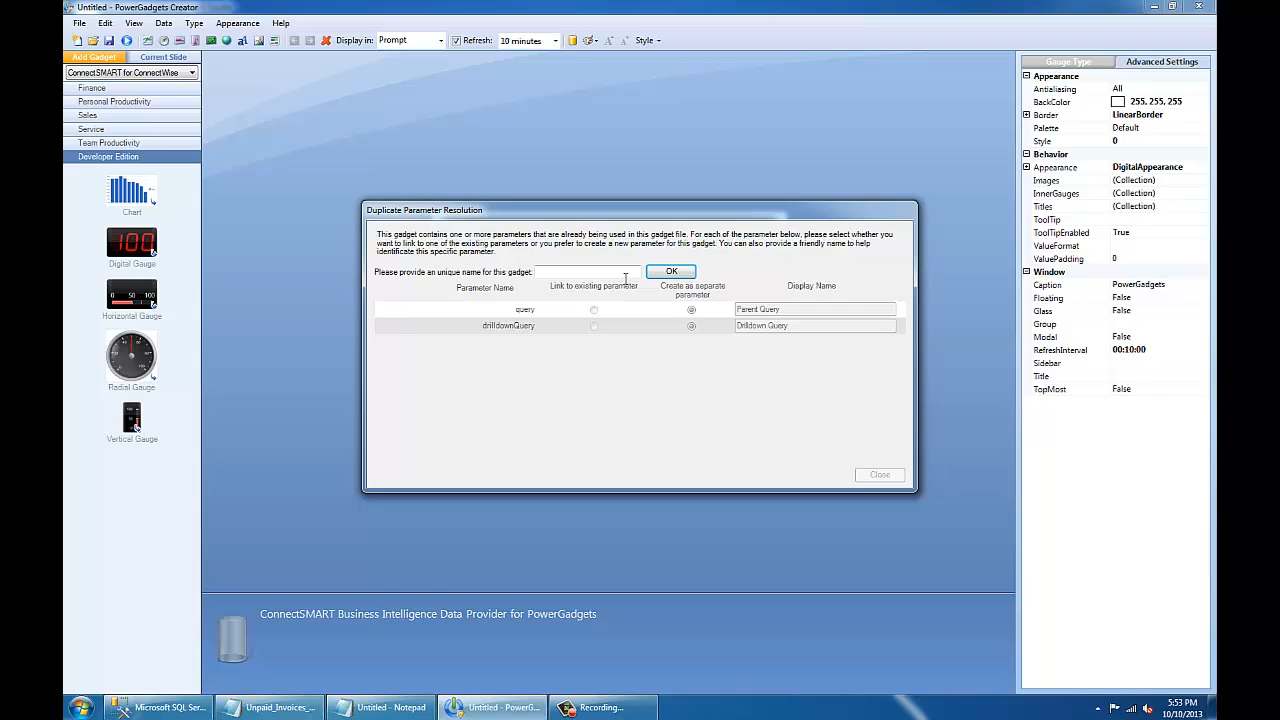 Untitled - PowerGadgets Creator
File Edit View Data Type Appearance Help
Display in: Prompt Refresh: 10 minutes Style
Add Gadget Current Slide
ConnectSMART for ConnectWise
Finance
Personal Productivity
Sales
Service
Team Productivity
Developer Edition
Chart
100
Digital Gauge
0 50 100
Horizontal Gauge
Radial Gauge
Vertical Gauge
Duplicate Parameter Resolution
This gadget contains one or more parameters that are already being used in this gadget file. For each of the parameter below, please select whether you
want to link to one of the existing parameters or you prefer to create a new parameter for this gadget. You can also provide a friendly name to help
identificate this specific parameter.
Please provide an unique name for this gadget: OK
Parameter Name Link to existing parameter Create as separate parameter Display Name
query Parent Query
drilldownQuery Drilldown Query
Close
ConnectSMART Business Intelligence Data Provider for PowerGadgets
Gauge Type Advanced Settings
Appearance
Antialiasing All
BackColor 255, 255, 255
Border LinearBorder
Palette Default
Style 0
Behavior
Appearance DigitalAppearance
Images (Collection)
InnerGauges (Collection)
Titles (Collection)
ToolTip
ToolTipEnabled True
ValueFormat
ValuePadding 0
Window
Caption PowerGadgets
Floating False
Glass False
Group
Modal False
RefreshInterval 00:10:00
Sidebar
Title
TopMost False
Microsoft SQL Ser... Unpaid_Invoices_... Untitled - Notepad Untitled - PowerG... Recording...
5:53 PM
10/10/2013